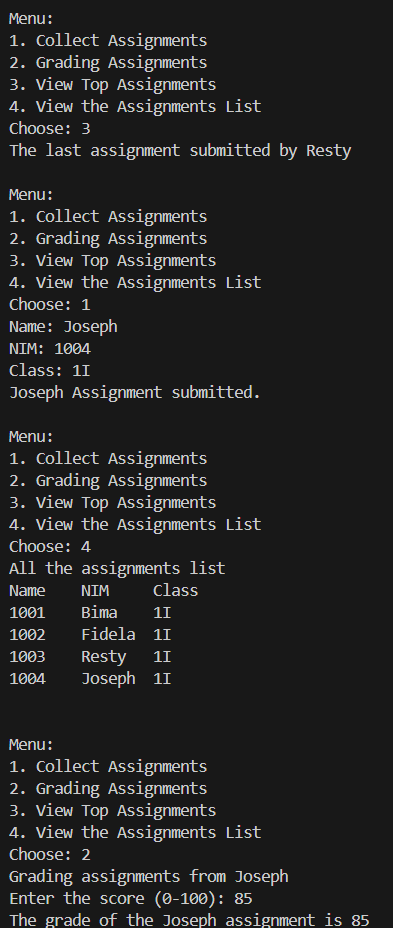 Menu:
1. Collect Assignments
2. Grading Assignments
3. View Top Assignments
4. View the Assignments List
Choose: 3
The last assignment submitted by Resty
Menu:
1. Collect Assignments
2. Grading Assignments
3. View Top Assignments
4. View the Assignments List
Choose: 1
Name: Joseph
NIM: 1004
Class: 1I
Joseph Assignment submitted.
Menu:
1. Collect Assignments
2. Grading Assignments
3. View Top Assignments
4. View the Assignments List
Choose: 4
All the assignments list
Name    NIM     Class
1001    Bima    1I
1002    Fidela  1I
1003    Resty   1I
1004    Joseph  1I
Menu:
1. Collect Assignments
2. Grading Assignments
3. View Top Assignments
4. View the Assignments List
Choose: 2
Grading assignments from Joseph
Enter the score (0-100): 85
The grade of the Joseph assignment is 85